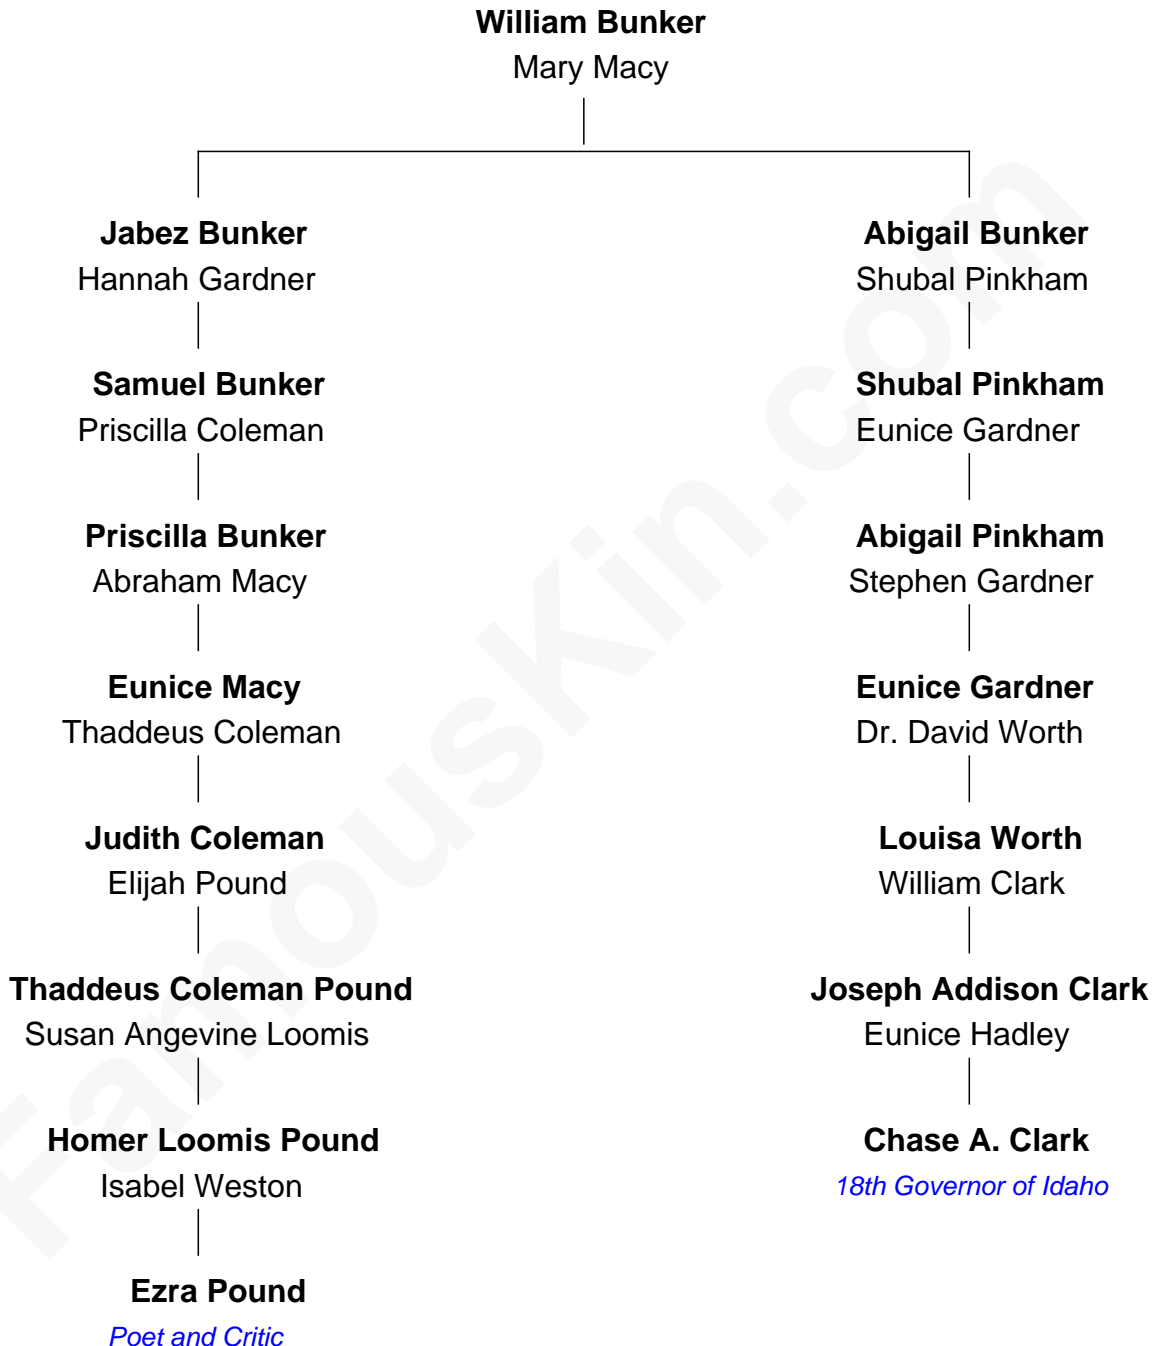 William Bunker
Mary Macy
Jabez Bunker
Hannah Gardner
Abigail Bunker
Shubal Pinkham
Samuel Bunker
Priscilla Coleman
Shubal Pinkham
Eunice Gardner
Priscilla Bunker
Abraham Macy
Abigail Pinkham
Stephen Gardner
Eunice Macy
Thaddeus Coleman
Eunice Gardner
Dr. David Worth
Judith Coleman
Elijah Pound
Louisa Worth
William Clark
Thaddeus Coleman Pound
Susan Angevine Loomis
Joseph Addison Clark
Eunice Hadley
Homer Loomis Pound
Isabel Weston
Chase A. Clark
18th Governor of Idaho
Ezra Pound
Poet and Critic
FamousKin.com